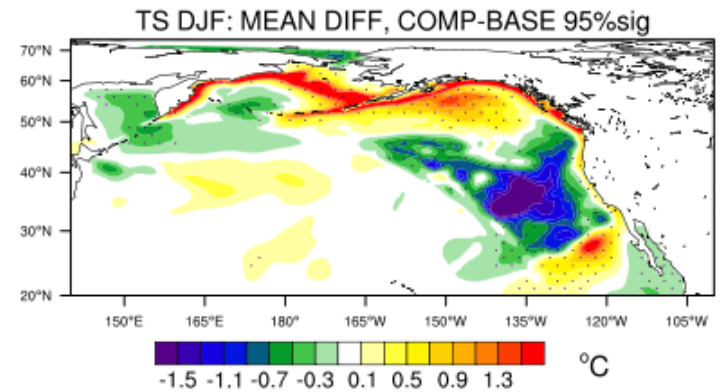 TS DJF: MEAN DIFF, COMP-BASE 95%sig
70°N
60°N
50°N
40°N
30°N
20°N
150°E 165°E 180° 165°W 150°W 135°W 120°W 105°W
-1.5 -1.1 -0.7 -0.3 0.1 0.5 0.9 1.3 °C